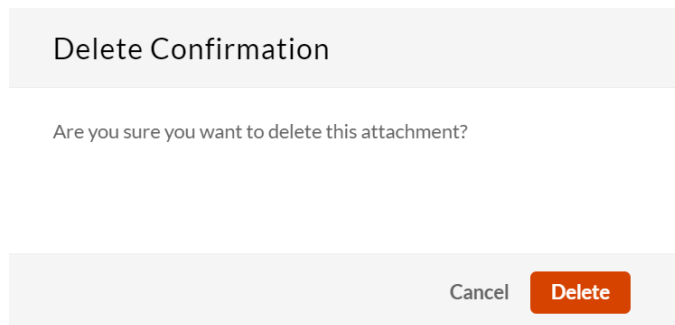 Delete Confirmation
Are you sure you want to delete this attachment?
Cancel Delete